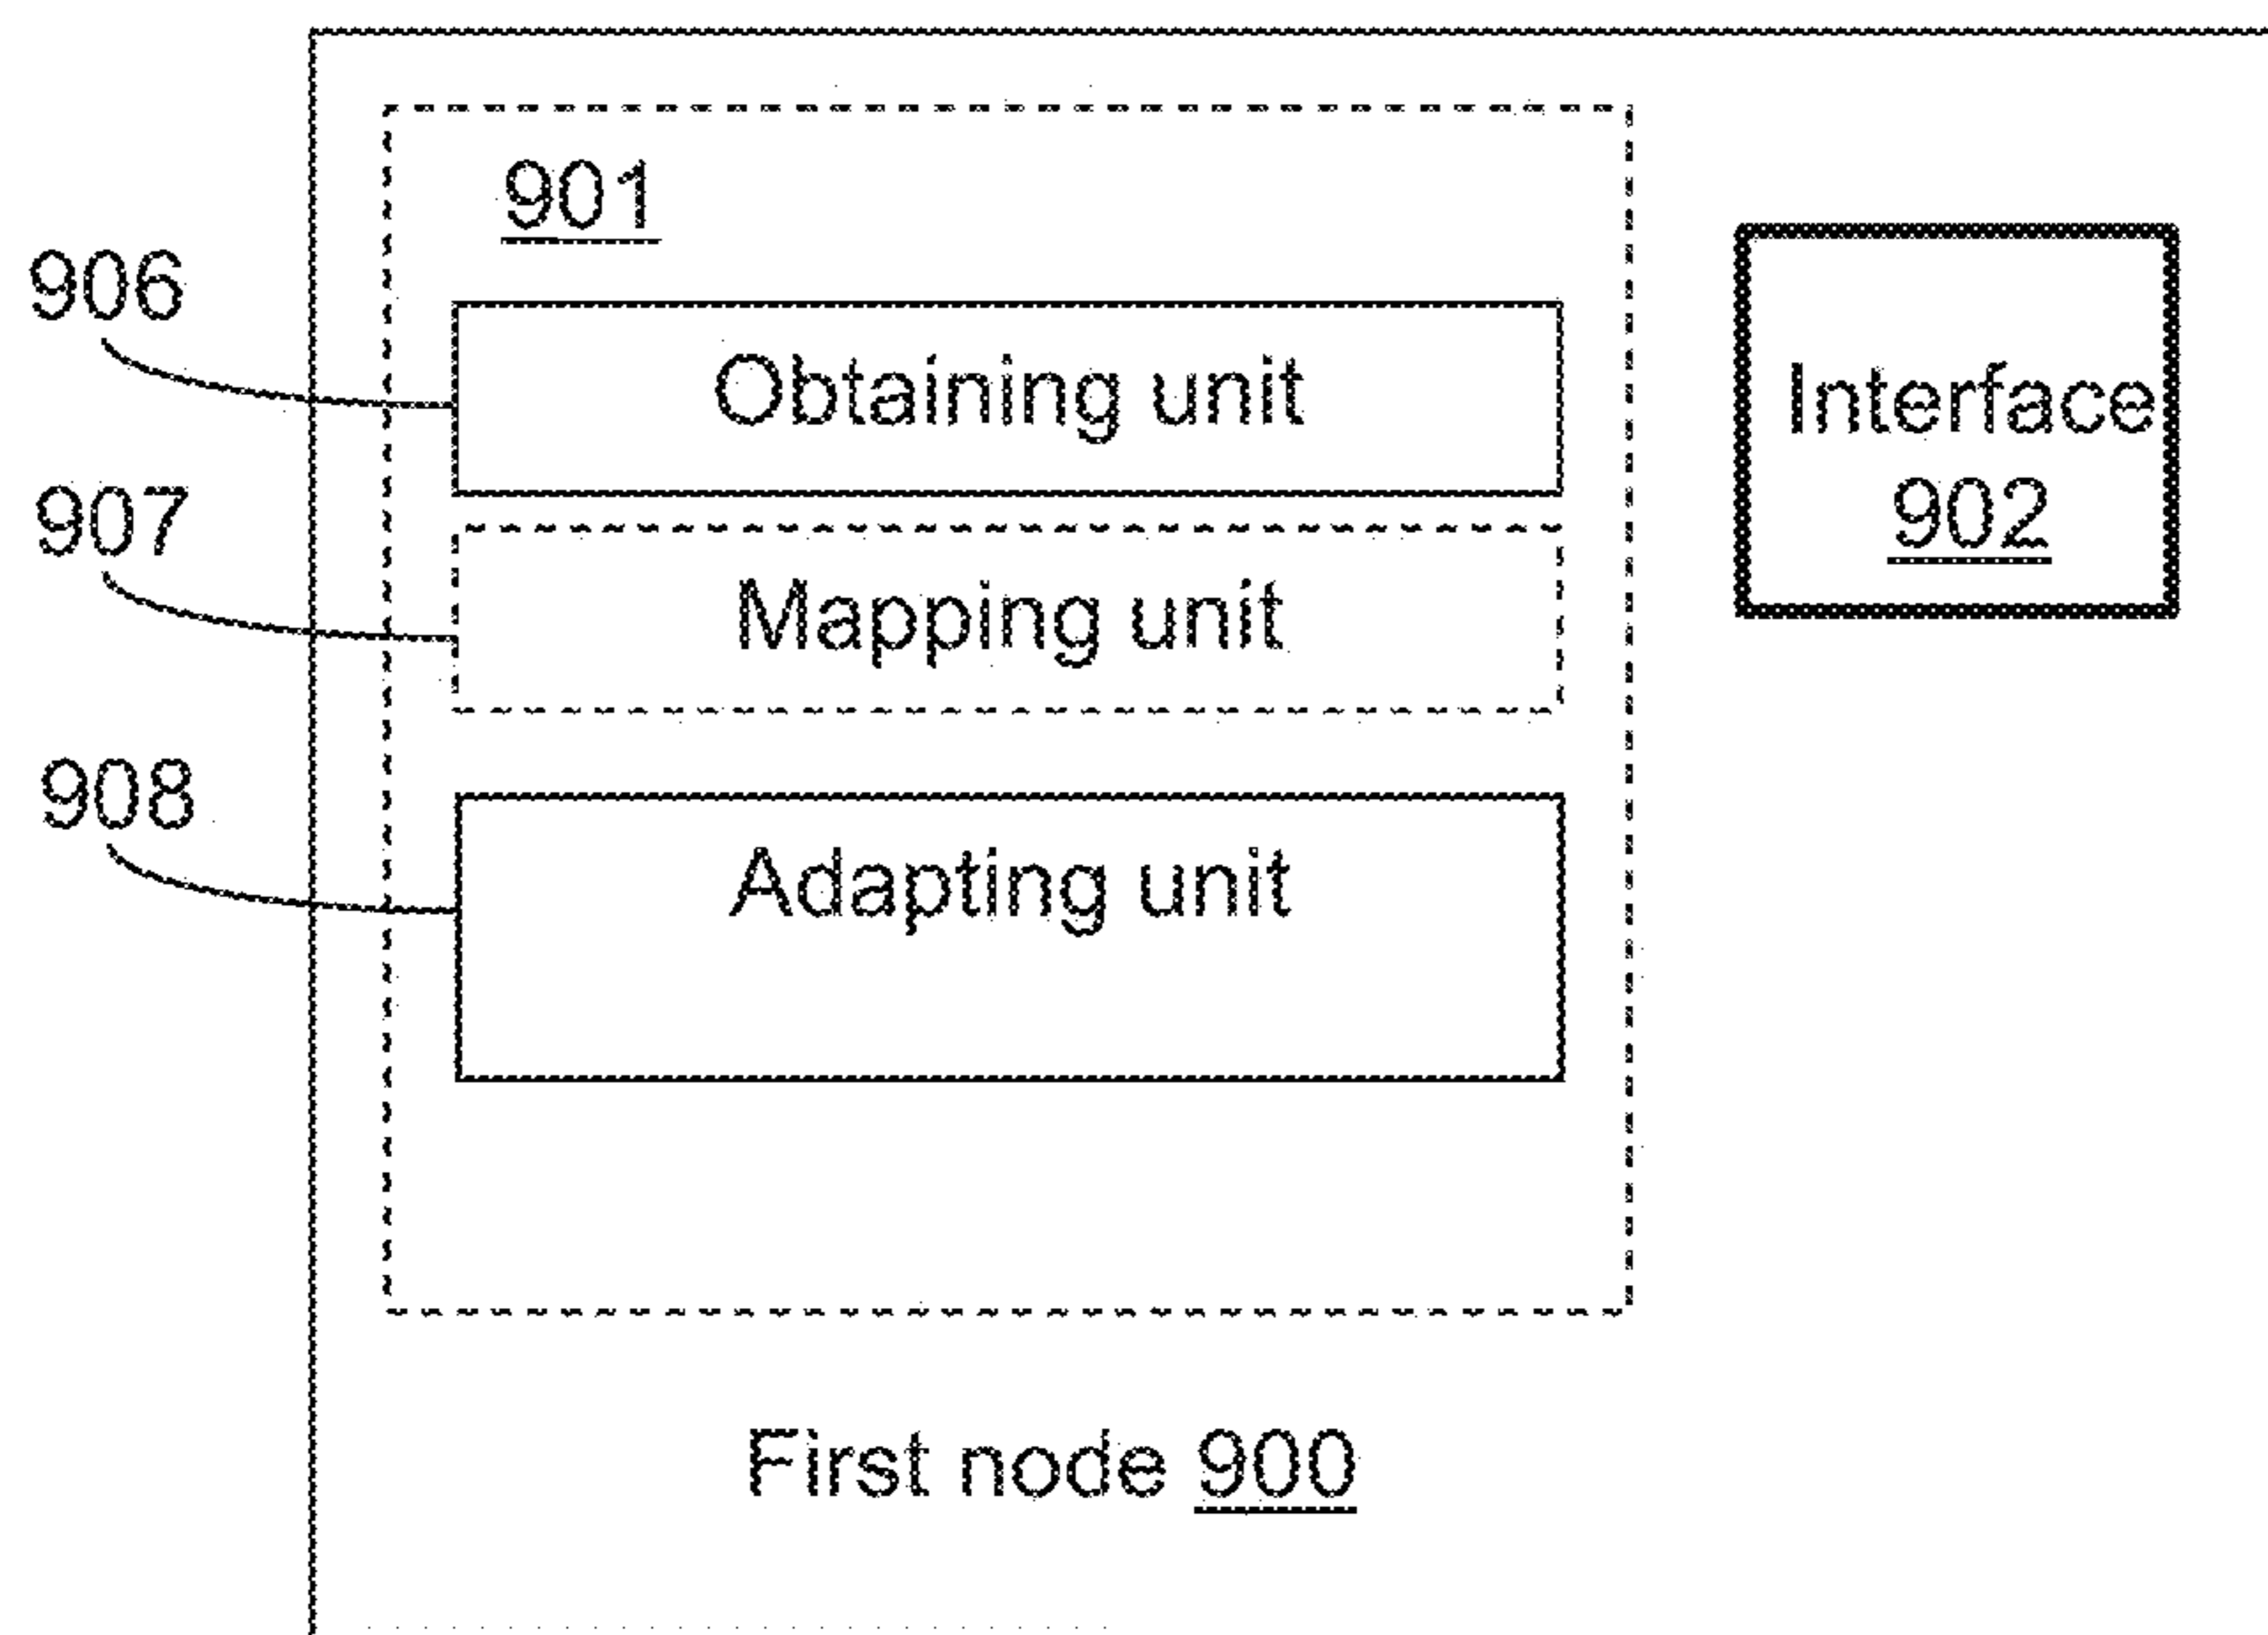 901
906
Obtaining unit
Interface
902
907
Mapping unit
908
Adapting unit
First node 900